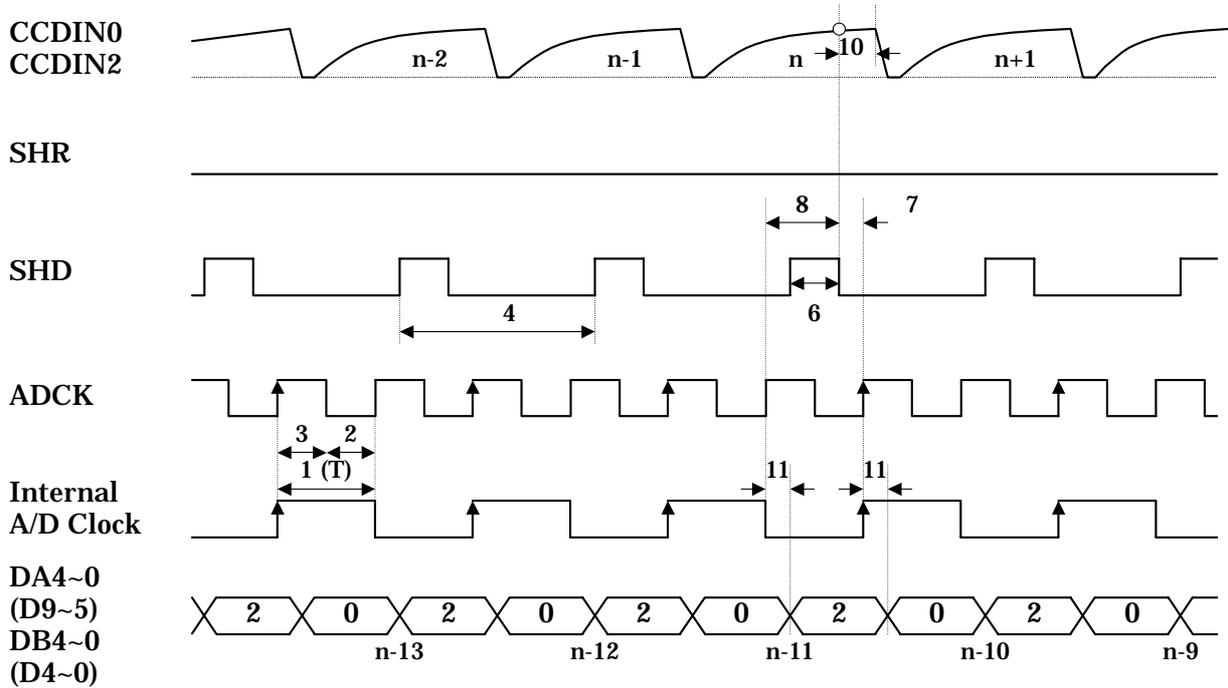 CCDIN0
CCDIN2
n-2
n-1
n
10
n+1
SHR
8
7
SHD
6
4
ADCK
3
2
1 (T)
11
11
Internal
A/D Clock
DA4~0
(D9~5)
DB4~0
(D4~0)
2
0
2
0
2
0
2
0
2
0
n-13
n-12
n-11
n-10
n-9